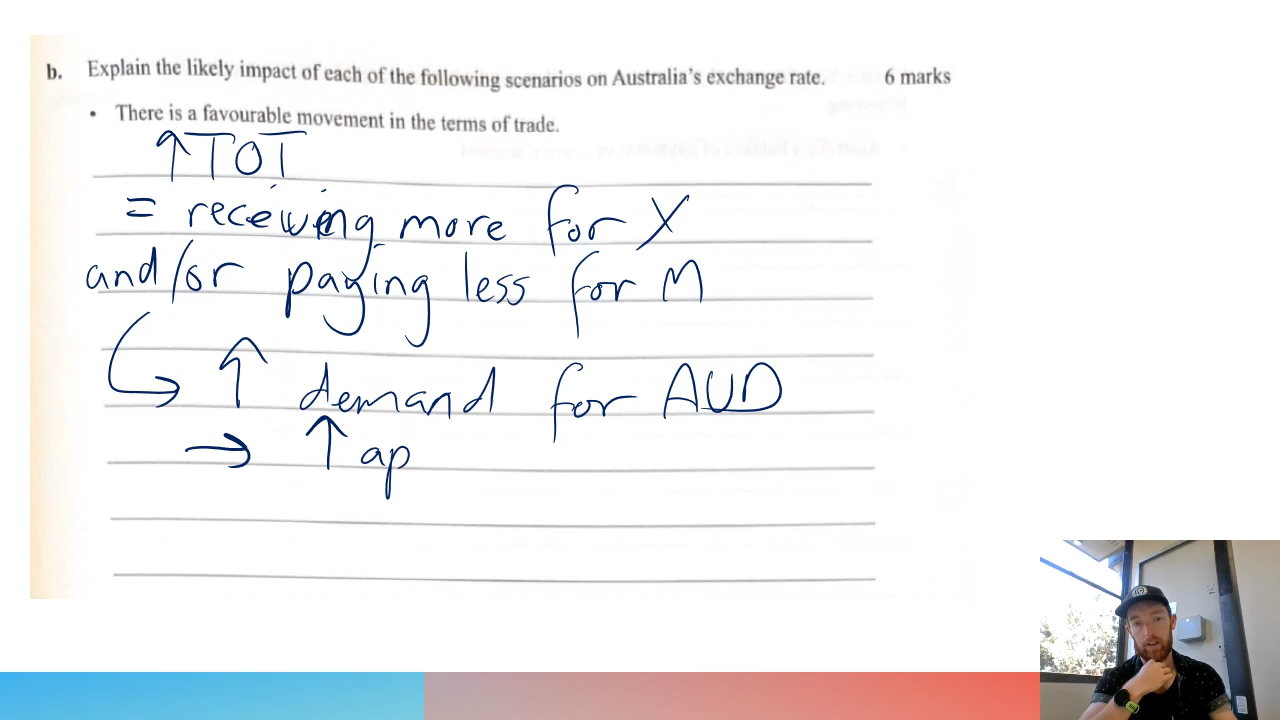 b. Explain the likely impact of each of the following scenarios on Australia's exchange rate. 6 marks
• There is a favourable movement in the terms of trade.
↑ TOT
= receiving more for X
and/or paying less for M
↑ demand for AUD
→ ↑ ap